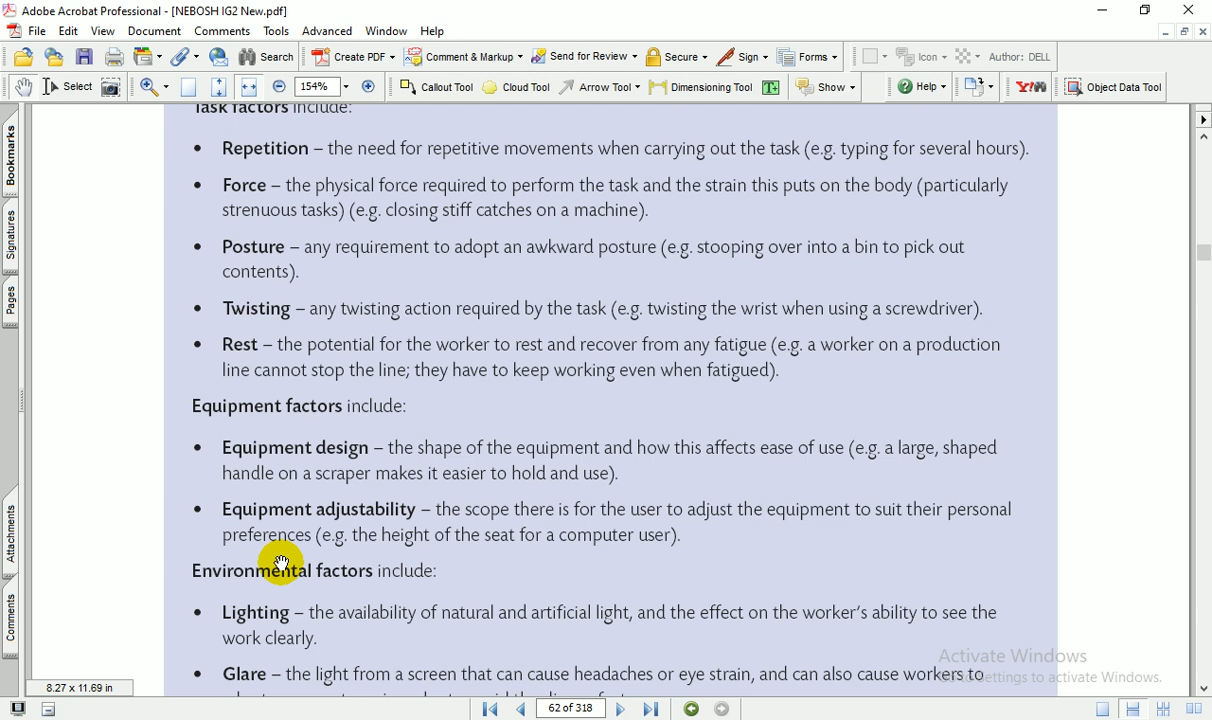 Adobe Acrobat Professional - [NEBOSH IG2 New.pdf]
File Edit View Document Comments Tools Advanced Window Help
Search Create PDF Comment & Markup Send for Review Secure Sign Forms Icon Author: DELL
Select 154% Callout Tool Cloud Tool Arrow Tool Dimensioning Tool Show Help Y! Object Data Tool
Bookmarks
Signatures
Pages
Attachments
Comments
Task factors include:
• Repetition – the need for repetitive movements when carrying out the task (e.g. typing for several hours).
• Force – the physical force required to perform the task and the strain this puts on the body (particularly
strenuous tasks) (e.g. closing stiff catches on a machine).
• Posture – any requirement to adopt an awkward posture (e.g. stooping over into a bin to pick out
contents).
• Twisting – any twisting action required by the task (e.g. twisting the wrist when using a screwdriver).
• Rest – the potential for the worker to rest and recover from any fatigue (e.g. a worker on a production
line cannot stop the line; they have to keep working even when fatigued).
Equipment factors include:
• Equipment design – the shape of the equipment and how this affects ease of use (e.g. a large, shaped
handle on a scraper makes it easier to hold and use).
• Equipment adjustability – the scope there is for the user to adjust the equipment to suit their personal
preferences (e.g. the height of the seat for a computer user).
Environmental factors include:
• Lighting – the availability of natural and artificial light, and the effect on the worker's ability to see the
work clearly.
• Glare – the light from a screen that can cause headaches or eye strain, and can also cause workers to
Activate Windows
Go to Settings to activate Windows.
8.27 x 11.69 in
62 of 318